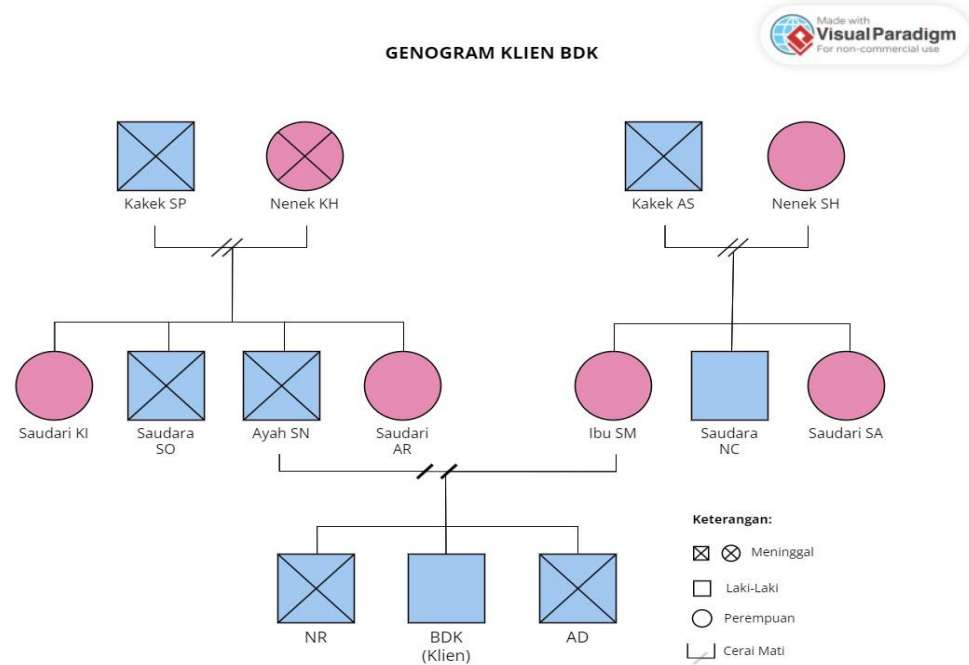 Made with
Visual Paradigm
For non-commercial use
GENOGRAM KLIEN BDK
Kakek SP
Nenek KH
Kakek AS
Nenek SH
Saudari KI
Saudara
SO
Ayah SN
Saudari
AR
Ibu SM
Saudara
NC
Saudari SA
NR
BDK
(Klien)
AD
Keterangan:
Meninggal
Laki-Laki
Perempuan
Cerai Mati